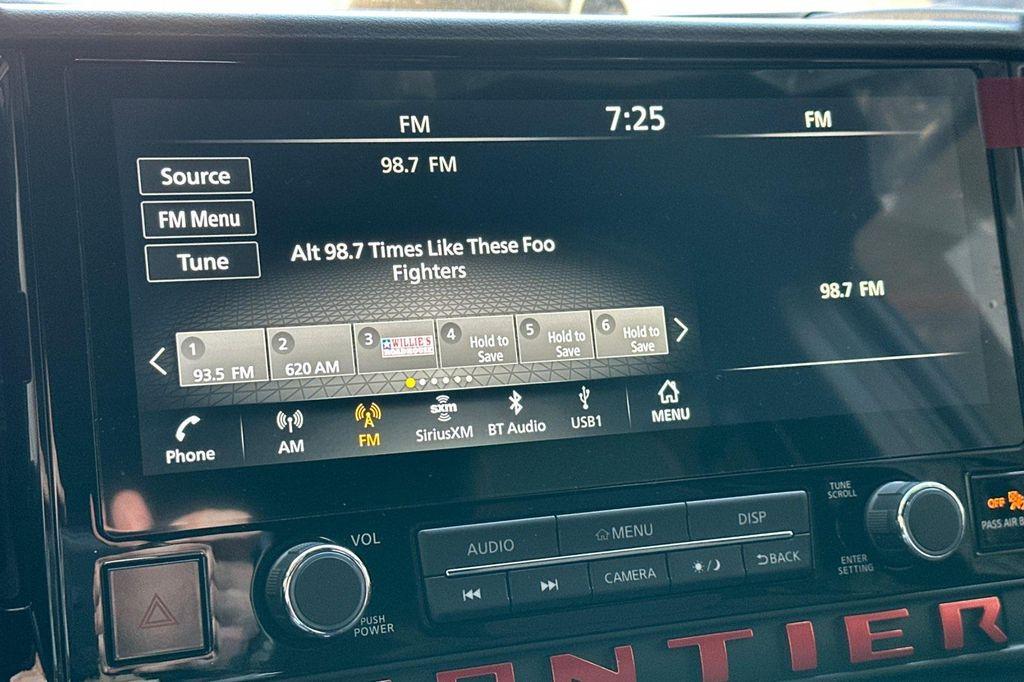 FM
7:25
FM
98.7 FM
Source
FM Menu
Tune
Alt 98.7 Times Like These Foo
Fighters
98.7 FM
1
93.5 FM
2
620 AM
3
WILLIE'S
ROADHOUSE
4
Hold to
Save
5
Hold to
Save
6
Hold to
Save
Phone
AM
FM
sxm
SiriusXM
BT Audio
USB1
MENU
VOL
PUSH
POWER
AUDIO
MENU
DISP
CAMERA
BACK
TUNE
SCROLL
ENTER
SETTING
OFF
PASS AIR B
ONTIER